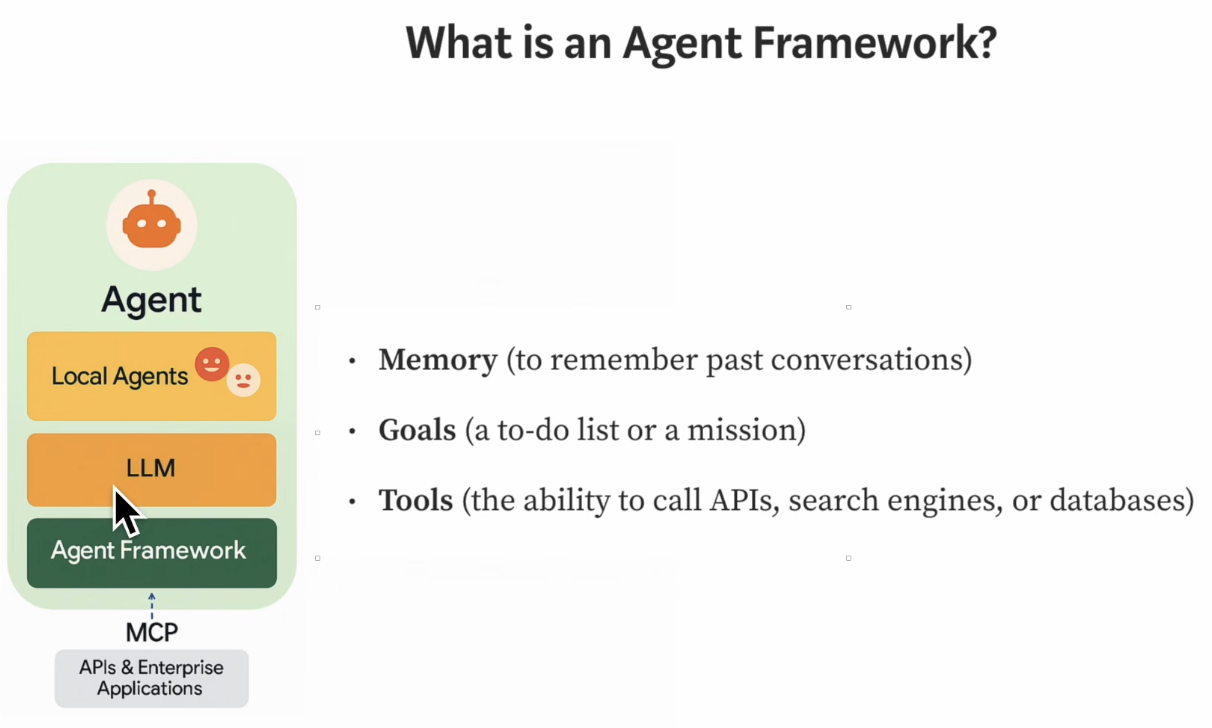 What is an Agent Framework?
Agent
Local Agents
LLM
Agent Framework
MCP
APIs & Enterprise
Applications
• Memory (to remember past conversations)
• Goals (a to-do list or a mission)
• Tools (the ability to call APIs, search engines, or databases)